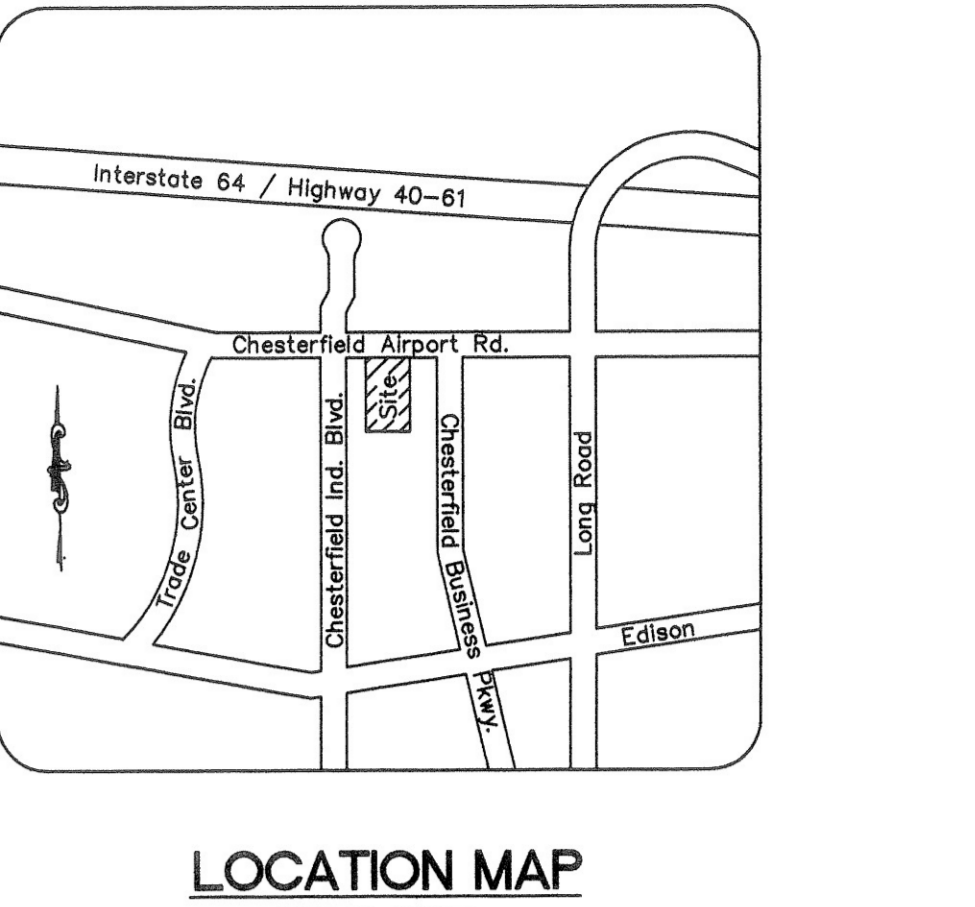 Interstate 64 / Highway 40-61
Chesterfield Airport Rd.
Site
Trade Center Blvd.
Chesterfield Ind. Blvd.
Chesterfield Business Pkwy.
Long Road
Edison
LOCATION MAP